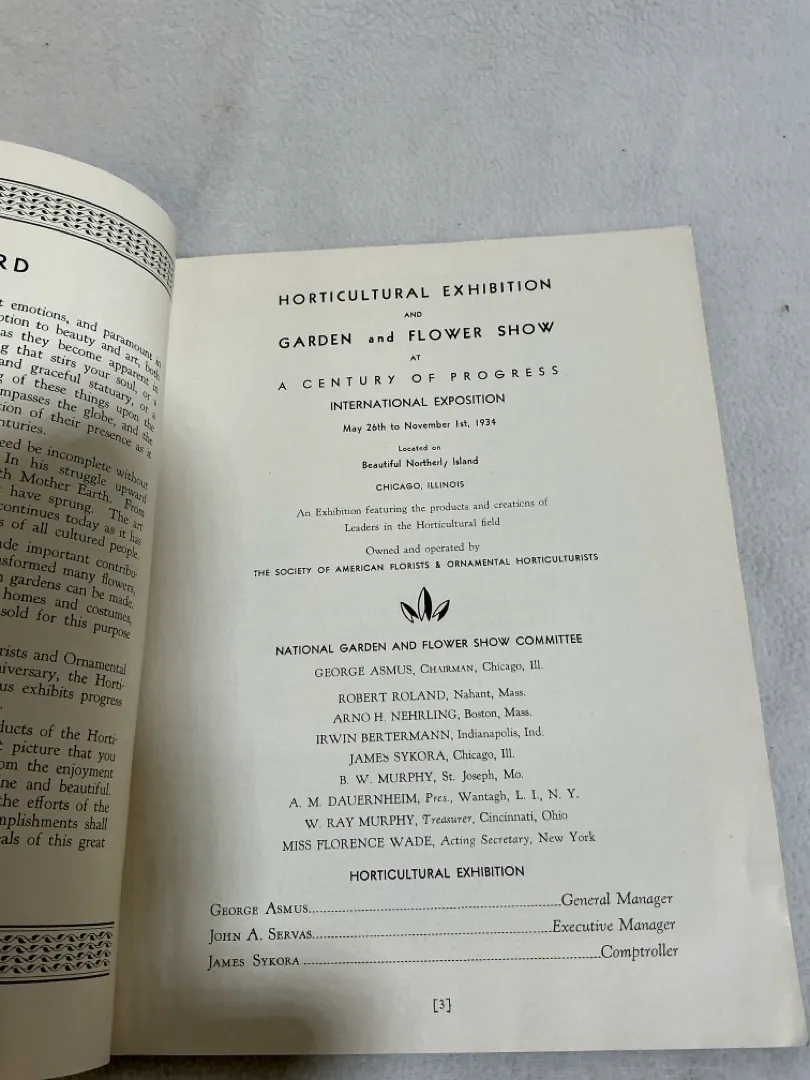 RD
t emotions, and paramount in
otion to beauty and art, both
as they become apparent in
g that stirs your soul, or a
and graceful statuary, or a
g of these things upon the
mpasses the globe, and the
tion of their presence as it
nturies.
eed be incomplete without
In his struggle upward
th Mother Earth. From
t have sprung. The art
continues today as it has
s of all cultured people.
de important contribu-
nsformed many flowers,
n gardens can be made.
homes and costumes,
sold for this purpose
rists and Ornamental
niversary, the Horti-
us exhibits progress
.
ducts of the Horti-
t picture that you
om the enjoyment
ne and beautiful.
the efforts of the
mplishments shall
als of this great
HORTICULTURAL EXHIBITION
AND
GARDEN and FLOWER SHOW
AT
A CENTURY OF PROGRESS
INTERNATIONAL EXPOSITION
May 26th to November 1st, 1934
Located on
Beautiful Northerly Island
CHICAGO, ILLINOIS
An Exhibition featuring the products and creations of
Leaders in the Horticultural field
Owned and operated by
THE SOCIETY OF AMERICAN FLORISTS & ORNAMENTAL HORTICULTURISTS
NATIONAL GARDEN AND FLOWER SHOW COMMITTEE
GEORGE ASMUS, CHAIRMAN, Chicago, Ill.
ROBERT ROLAND, Nahant, Mass.
ARNO H. NEHRLING, Boston, Mass.
IRWIN BERTERMANN, Indianapolis, Ind.
JAMES SYKORA, Chicago, Ill.
B. W. MURPHY, St. Joseph, Mo.
A. M. DAUERNHEIM, Pres., Wantagh, L. I., N. Y.
W. RAY MURPHY, Treasurer, Cincinnati, Ohio
MISS FLORENCE WADE, Acting Secretary, New York
HORTICULTURAL EXHIBITION
GEORGE ASMUS..........General Manager
JOHN A. SERVAS..........Executive Manager
JAMES SYKORA..........Comptroller
[3]